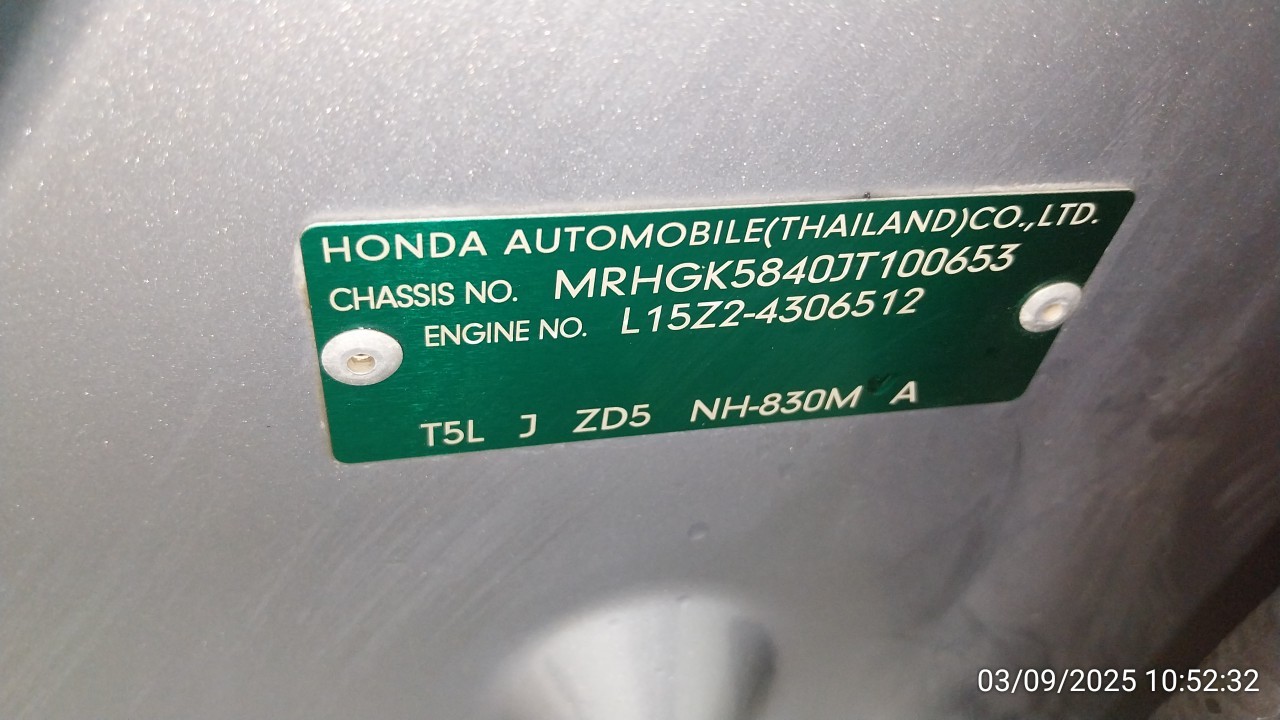 HONDA AUTOMOBILE(THAILAND)CO.,LTD.
CHASSIS NO. MRHGK5840JT100653
ENGINE NO. L15Z2-4306512
T5L J ZD5 NH-830M A
03/09/2025 10:52:32